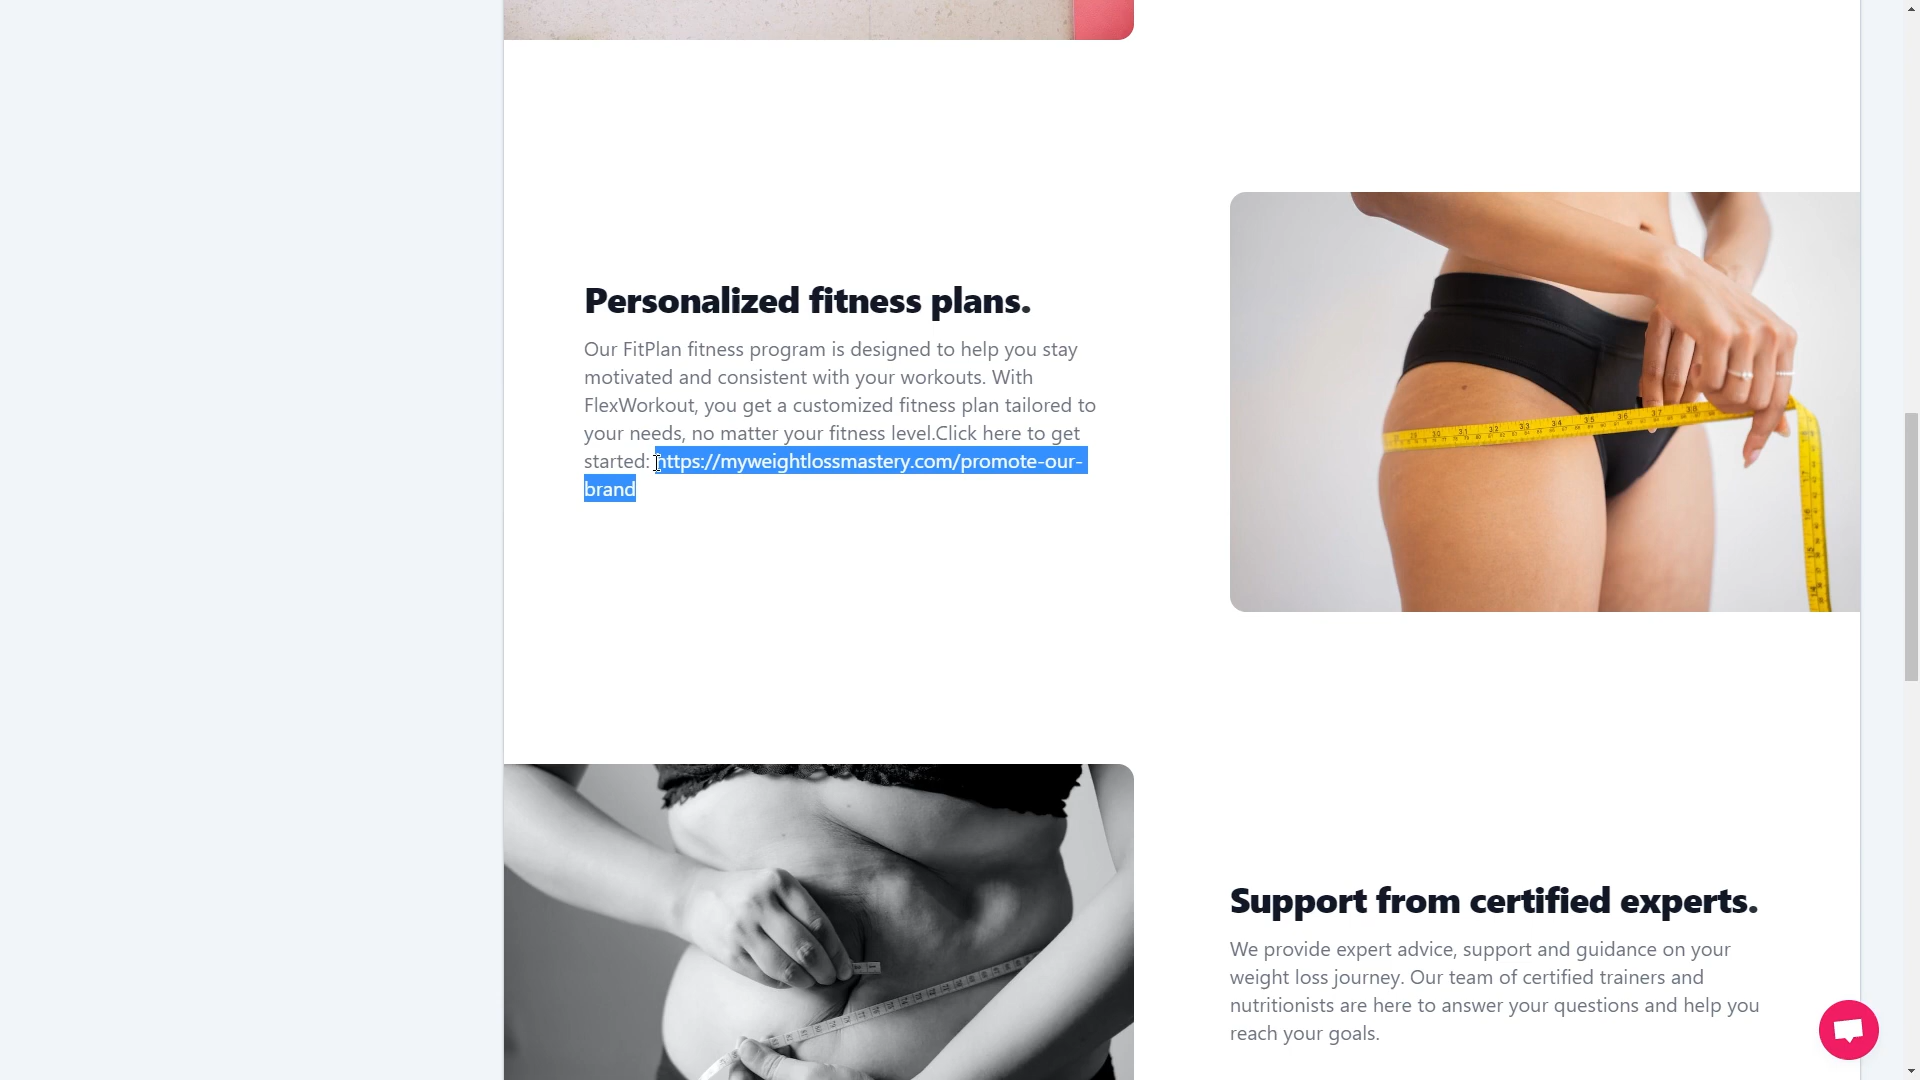 Personalized fitness plans.
Our FitPlan fitness program is designed to help you stay
motivated and consistent with your workouts. With
FlexWorkout, you get a customized fitness plan tailored to
your needs, no matter your fitness level.Click here to get
started: https://myweightlossmastery.com/promote-our-
brand
Support from certified experts.
We provide expert advice, support and guidance on your
weight loss journey. Our team of certified trainers and
nutritionists are here to answer your questions and help you
reach your goals.